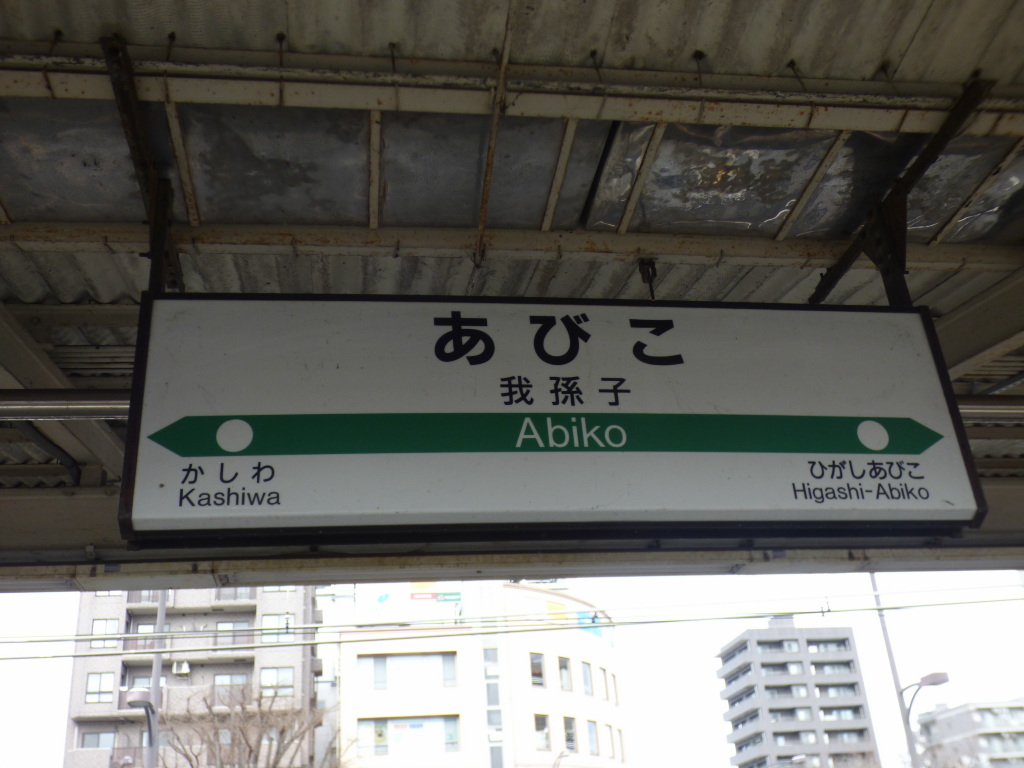 あびこ
我孫子
Abiko
かしわ
Kashiwa
ひがしあびこ
Higashi-Abiko